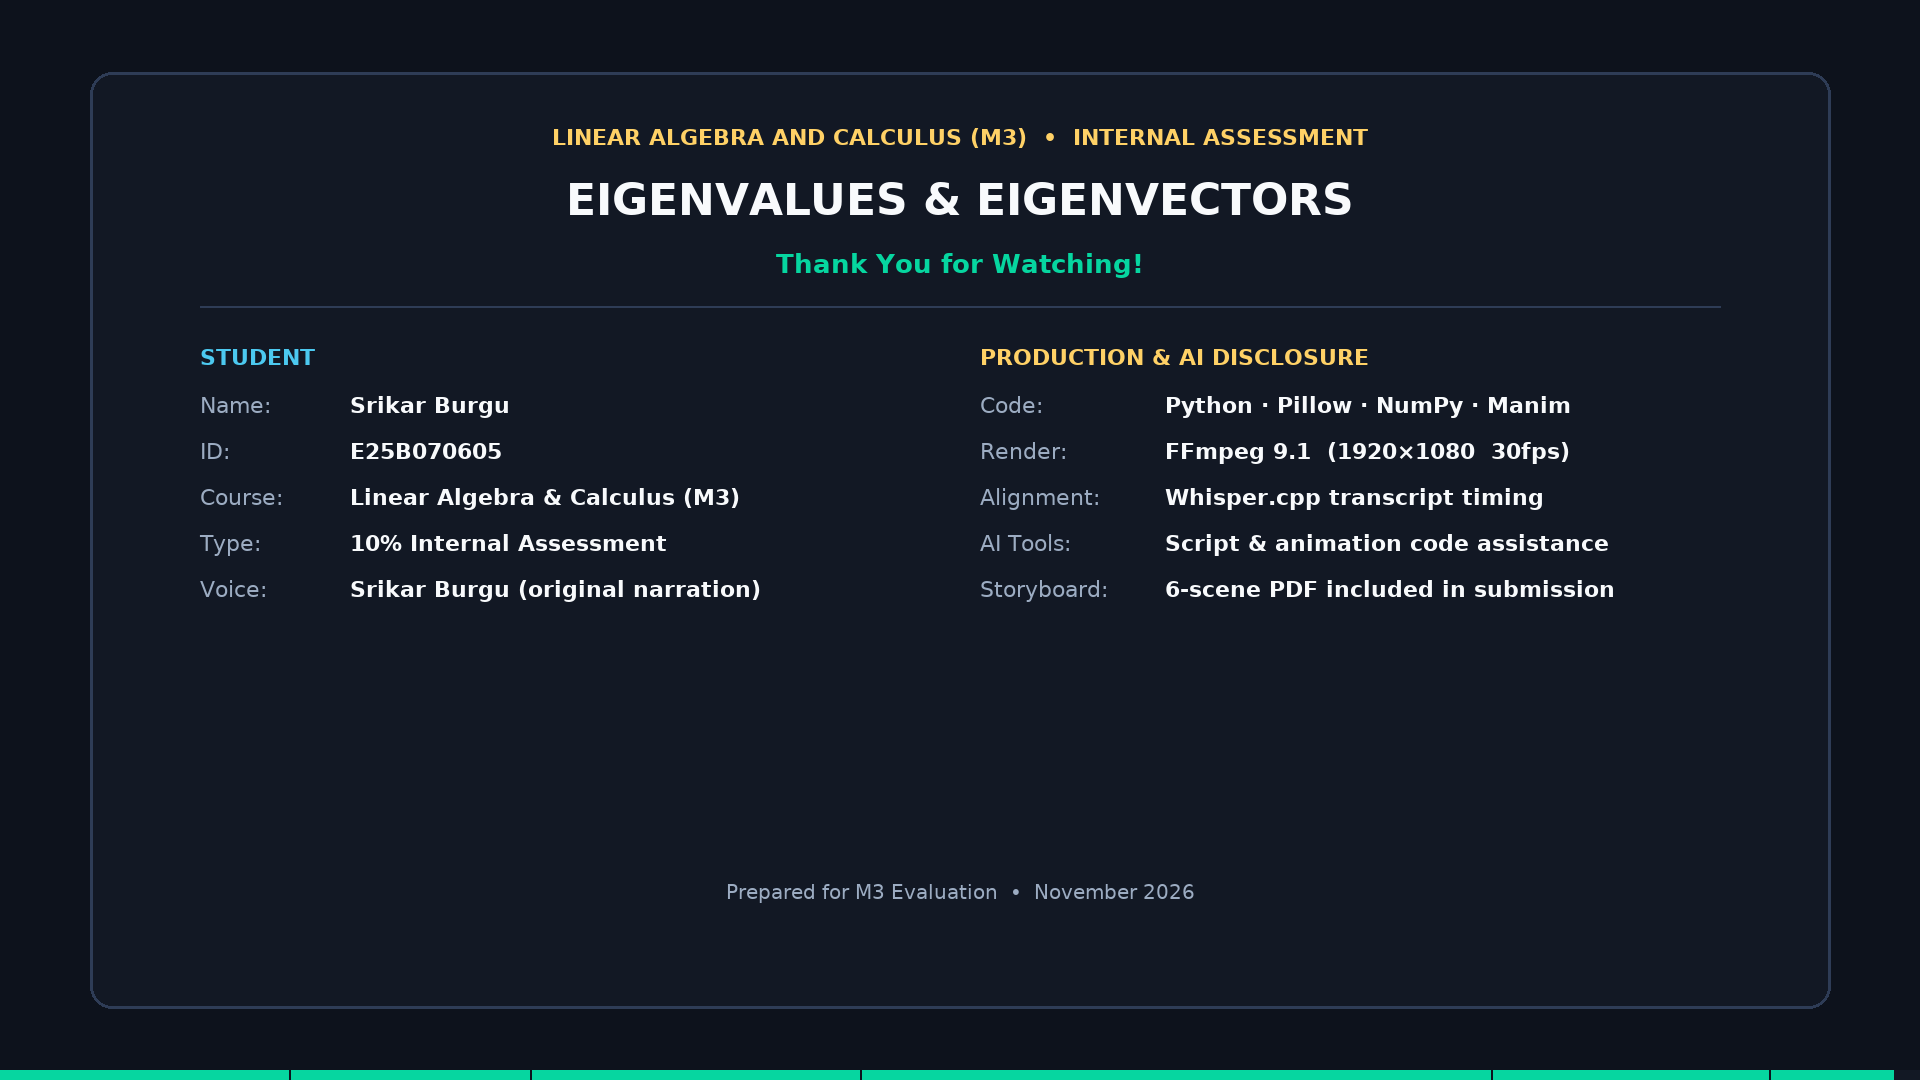 LINEAR ALGEBRA AND CALCULUS (M3) • INTERNAL ASSESSMENT
EIGENVALUES & EIGENVECTORS
Thank You for Watching!
STUDENT
Name: Srikar Burgu
ID: E25B070605
Course: Linear Algebra & Calculus (M3)
Type: 10% Internal Assessment
Voice: Srikar Burgu (original narration)
PRODUCTION & AI DISCLOSURE
Code: Python · Pillow · NumPy · Manim
Render: FFmpeg 9.1 (1920×1080 30fps)
Alignment: Whisper.cpp transcript timing
AI Tools: Script & animation code assistance
Storyboard: 6-scene PDF included in submission
Prepared for M3 Evaluation • November 2026